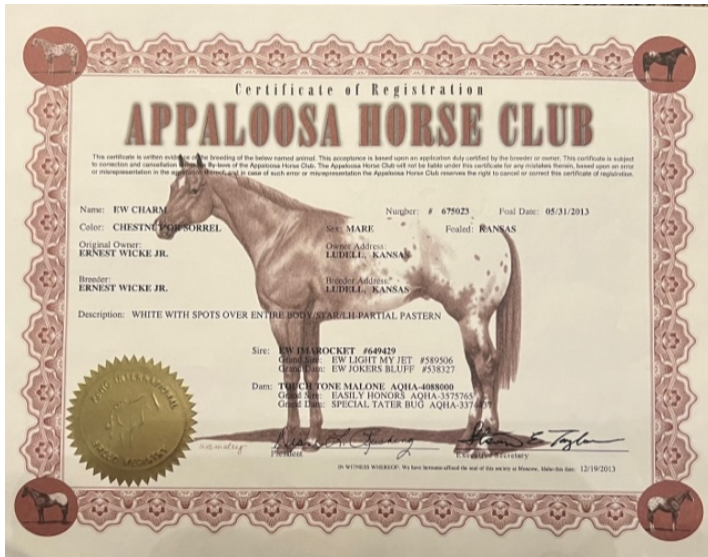 Certificate of Registration
APPALOOSA HORSE CLUB
This certificate is written evidence of the breeding of the below named animal. This acceptance is based upon an application duly certified by the breeder or owner. This certificate is subject
to correction and cancellation By-laws of the Appaloosa Horse Club. The Appaloosa Horse Club will not be liable under this certificate for any mistakes therein, based upon an error
or misrepresentation in the application thereof, and in case of such error or misrepresentation the Appaloosa Horse Club reserves the right to cancel or correct this certificate of registration.
Name: EW CHARM Number: # 675023 Foal Date: 05/31/2013
Color: CHESTNUT OR SORREL Sex: MARE Foaled: KANSAS
Original Owner: Owner Address:
ERNEST WICKE JR. LUDELL, KANSAS
Breeder: Breeder Address:
ERNEST WICKE JR. LUDELL, KANSAS
Description: WHITE WITH SPOTS OVER ENTIRE BODY/STAR/LH-PARTIAL PASTERN
Sire: EW IMAROCKET #649429
Grand Sire: EW LIGHT MY JET #589506
Grand Dam: EW JOKERS BLUFF #538327
Dam: TOUCH TONE MALONE AQHA-4088000
Grand Sire: EASILY HONORS AQHA-3575765
Grand Dam: SPECIAL TATER BUG
President Executive Secretary
IN WITNESS WHEREOF: We have hereunto affixed the seal of this society at Moscow, Idaho this date: 12/19/2013